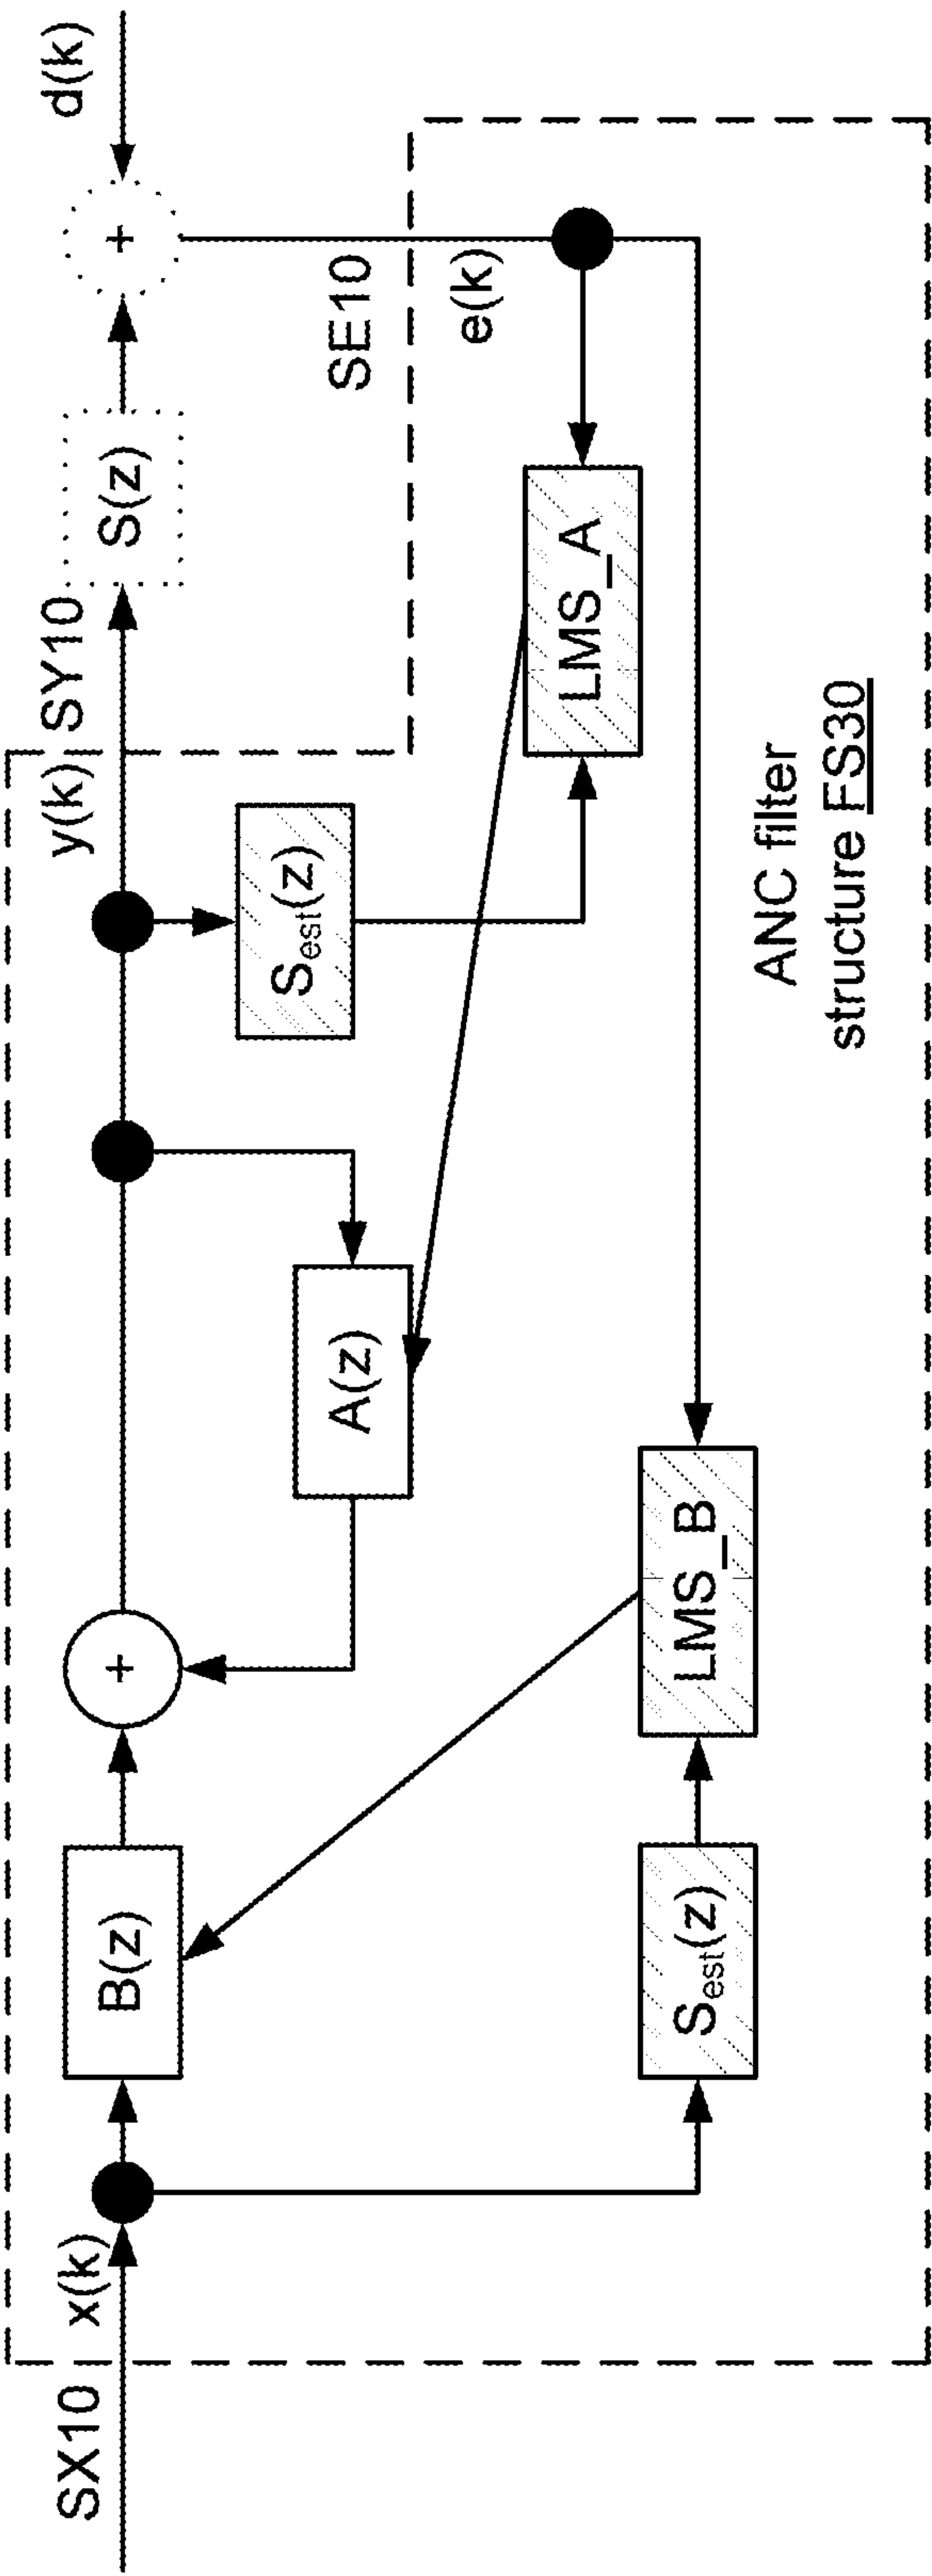 SX10
x(k)
B(z)
+
y(k)
SY10
S(z)
+
d(k)
A(z)
Sest(z)
SE10
e(k)
LMS_A
Sest(z)
LMS_B
ANC filter
structure FS30